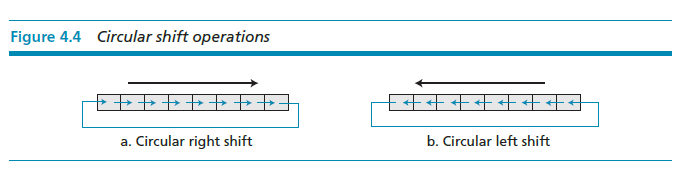 Figure 4.4 Circular shift operations
a. Circular right shift
b. Circular left shift